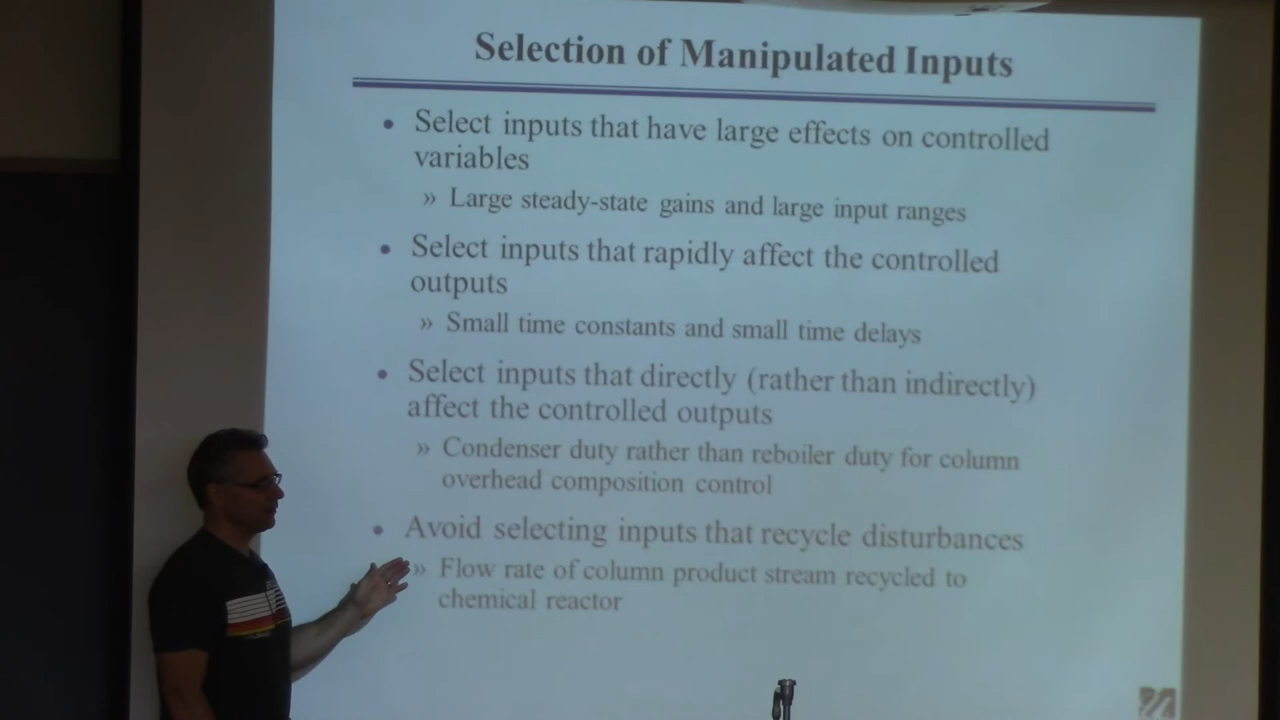 Selection of Manipulated Inputs
• Select inputs that have large effects on controlled
variables
» Large steady-state gains and large input ranges
• Select inputs that rapidly affect the controlled
outputs
» Small time constants and small time delays
• Select inputs that directly (rather than indirectly)
affect the controlled outputs
» Condenser duty rather than reboiler duty for column
overhead composition control
• Avoid selecting inputs that recycle disturbances
» Flow rate of column product stream recycled to
chemical reactor